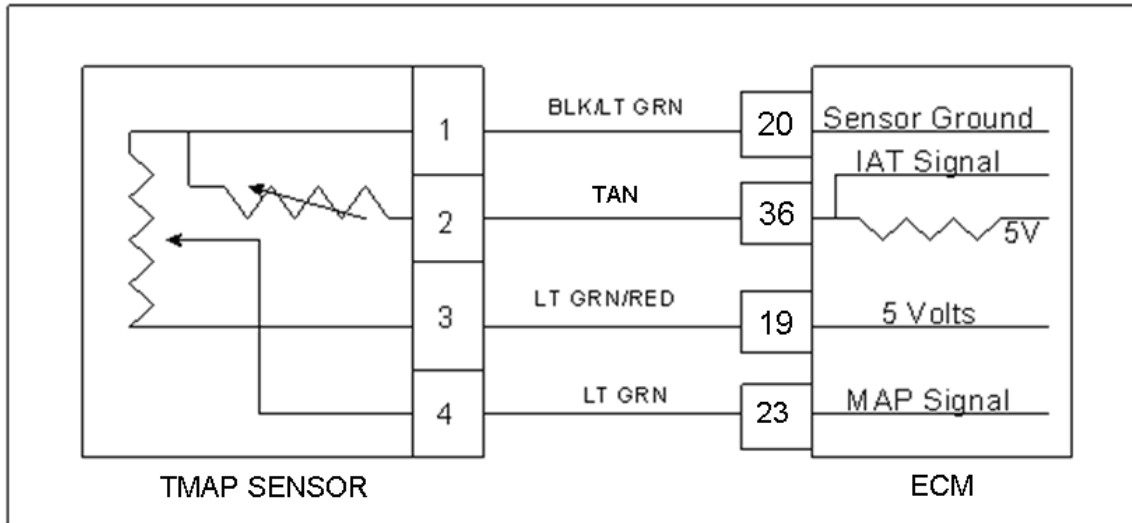 1 BLK/LT GRN 20 Sensor Ground
IAT Signal
2 TAN 36
5V
3 LT GRN/RED 19 5 Volts
4 LT GRN 23 MAP Signal
TMAP SENSOR ECM